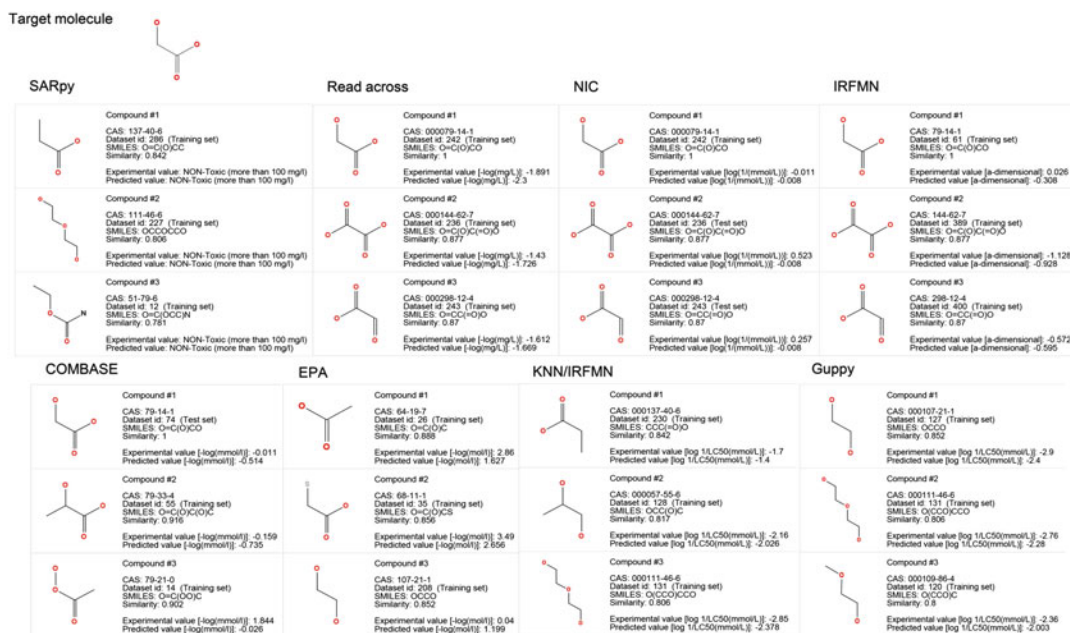 Target molecule
SARpy
Compound #1
CAS: 137-40-6
Dataset id: 286 (Training set)
SMILES: O=C(O)CC
Similarity: 0.842
Experimental value: NON-Toxic (more than 100 mg/l)
Predicted value: NON-Toxic (more than 100 mg/l)
Compound #2
CAS: 111-46-6
Dataset id: 227 (Training set)
SMILES: OCCOCCO
Similarity: 0.806
Experimental value: NON-Toxic (more than 100 mg/l)
Predicted value: NON-Toxic (more than 100 mg/l)
Compound #3
CAS: 51-79-6
Dataset id: 12 (Training set)
SMILES: O=C(OCC)N
Similarity: 0.781
Experimental value: NON-Toxic (more than 100 mg/l)
Predicted value: NON-Toxic (more than 100 mg/l)
Read across
Compound #1
CAS: 000079-14-1
Dataset id: 242 (Training set)
SMILES: O=C(O)CO
Similarity: 1
Experimental value [-log(mg/L)]: -1.891
Predicted value [-log(mg/L)]: -2.3
Compound #2
CAS: 000144-62-7
Dataset id: 236 (Training set)
SMILES: O=C(O)C(=O)O
Similarity: 0.877
Experimental value [-log(mg/L)]: -1.43
Predicted value [-log(mg/L)]: -1.726
Compound #3
CAS: 000298-12-4
Dataset id: 243 (Training set)
SMILES: O=CC(=O)O
Similarity: 0.87
Experimental value [-log(mg/L)]: -1.612
Predicted value [-log(mg/L)]: -1.669
NIC
Compound #1
CAS: 000079-14-1
Dataset id: 242 (Training set)
SMILES: O=C(O)CO
Similarity: 1
Experimental value [log(1/(mmol/L))]: -0.011
Predicted value [log(1/(mmol/L))]: -0.008
Compound #2
CAS: 000144-62-7
Dataset id: 236 (Test set)
SMILES: O=C(O)C(=O)O
Similarity: 0.877
Experimental value [log(1/(mmol/L))]: 0.523
Predicted value [log(1/(mmol/L))]: -0.008
Compound #3
CAS: 000298-12-4
Dataset id: 243 (Test set)
SMILES: O=CC(=O)O
Similarity: 0.87
Experimental value [log(1/(mmol/L))]: 0.257
Predicted value [log(1/(mmol/L))]: -0.008
IRFMN
Compound #1
CAS: 79-14-1
Dataset id: 61 (Training set)
SMILES: O=C(O)CO
Similarity: 1
Experimental value [a-dimensional]: 0.026
Predicted value [a-dimensional]: -0.308
Compound #2
CAS: 144-62-7
Dataset id: 389 (Training set)
SMILES: O=C(O)C(=O)O
Similarity: 0.877
Experimental value [a-dimensional]: -1.128
Predicted value [a-dimensional]: -0.928
Compound #3
CAS: 298-12-4
Dataset id: 400 (Training set)
SMILES: O=CC(=O)O
Similarity: 0.87
Experimental value [a-dimensional]: -0.572
Predicted value [a-dimensional]: -0.595
COMBASE
Compound #1
CAS: 79-14-1
Dataset id: 74 (Test set)
SMILES: O=C(O)CO
Similarity: 1
Experimental value [-log(mmol/l)]: -0.011
Predicted value [-log(mmol/l)]: -0.514
Compound #2
CAS: 79-33-4
Dataset id: 55 (Training set)
SMILES: O=C(O)C(O)C
Similarity: 0.916
Experimental value [-log(mmol/l)]: -0.159
Predicted value [-log(mmol/l)]: -0.735
Compound #3
CAS: 79-21-0
Dataset id: 14 (Training set)
SMILES: O=C(OO)C
Similarity: 0.902
Experimental value [-log(mmol/l)]: 1.844
Predicted value [-log(mmol/l)]: -0.026
EPA
Compound #1
CAS: 64-19-7
Dataset id: 26 (Training set)
SMILES: O=C(O)C
Similarity: 0.888
Experimental value [-log(mol/l)]: 2.86
Predicted value [-log(mol/l)]: 1.627
Compound #2
CAS: 68-11-1
Dataset id: 35 (Training set)
SMILES: O=C(O)CS
Similarity: 0.856
Experimental value [-log(mol/l)]: 3.49
Predicted value [-log(mol/l)]: 2.656
Compound #3
CAS: 107-21-1
Dataset id: 208 (Training set)
SMILES: OCCO
Similarity: 0.852
Experimental value [-log(mol/l)]: 0.04
Predicted value [-log(mol/l)]: 1.199
KNN/IRFMN
Compound #1
CAS: 000137-40-6
Dataset id: 230 (Training set)
SMILES: CCC(=O)O
Similarity: 0.842
Experimental value [log 1/LC50(mmol/L)]: -1.7
Predicted value [log 1/LC50(mmol/L)]: -1.4
Compound #2
CAS: 000057-55-6
Dataset id: 128 (Training set)
SMILES: OCC(O)C
Similarity: 0.817
Experimental value [log 1/LC50(mmol/L)]: -2.16
Predicted value [log 1/LC50(mmol/L)]: -2.026
Compound #3
CAS: 000111-46-6
Dataset id: 131 (Training set)
SMILES: O(CCO)CCO
Similarity: 0.806
Experimental value [log 1/LC50(mmol/L)]: -2.85
Predicted value [log 1/LC50(mmol/L)]: -2.378
Guppy
Compound #1
CAS: 000107-21-1
Dataset id: 127 (Training set)
SMILES: OCCO
Similarity: 0.852
Experimental value [log 1/LC50(mmol/L)]: -2.9
Predicted value [log 1/LC50(mmol/L)]: -2.4
Compound #2
CAS: 000111-46-6
Dataset id: 131 (Training set)
SMILES: O(CCO)CCO
Similarity: 0.806
Experimental value [log 1/LC50(mmol/L)]: -2.76
Predicted value [log 1/LC50(mmol/L)]: -2.28
Compound #3
CAS: 000109-86-4
Dataset id: 120 (Training set)
SMILES: O(CCO)C
Similarity: 0.8
Experimental value [log 1/LC50(mmol/L)]: -2.36
Predicted value [log 1/LC50(mmol/L)]: -2.003